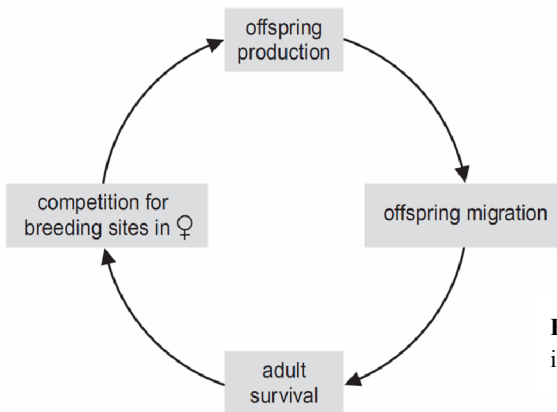 offspring
production
competition for
breeding sites in ♀
offspring migration
adult
survival